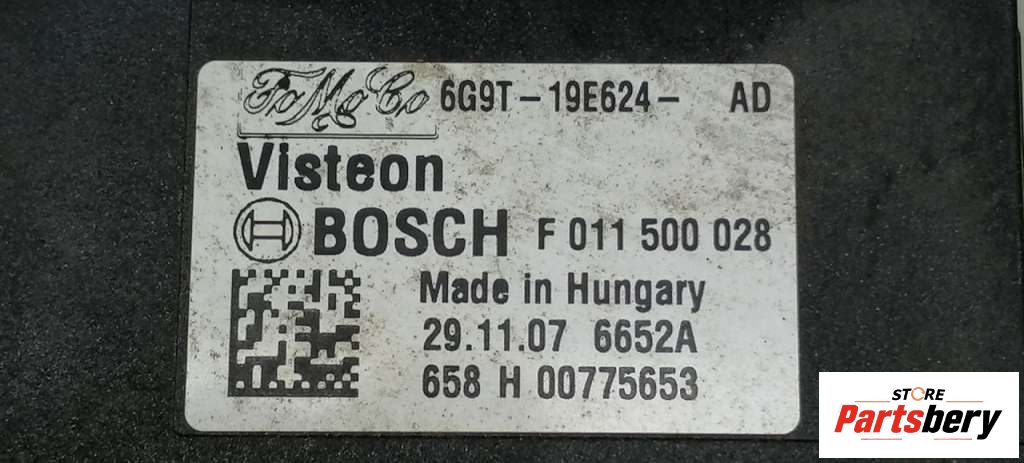 FoMoCo 6G9T - 19E624 - AD
Visteon
BOSCH F 011 500 028
Made in Hungary
29.11.07 6652A
658 H 00775653
STORE
Partsbery